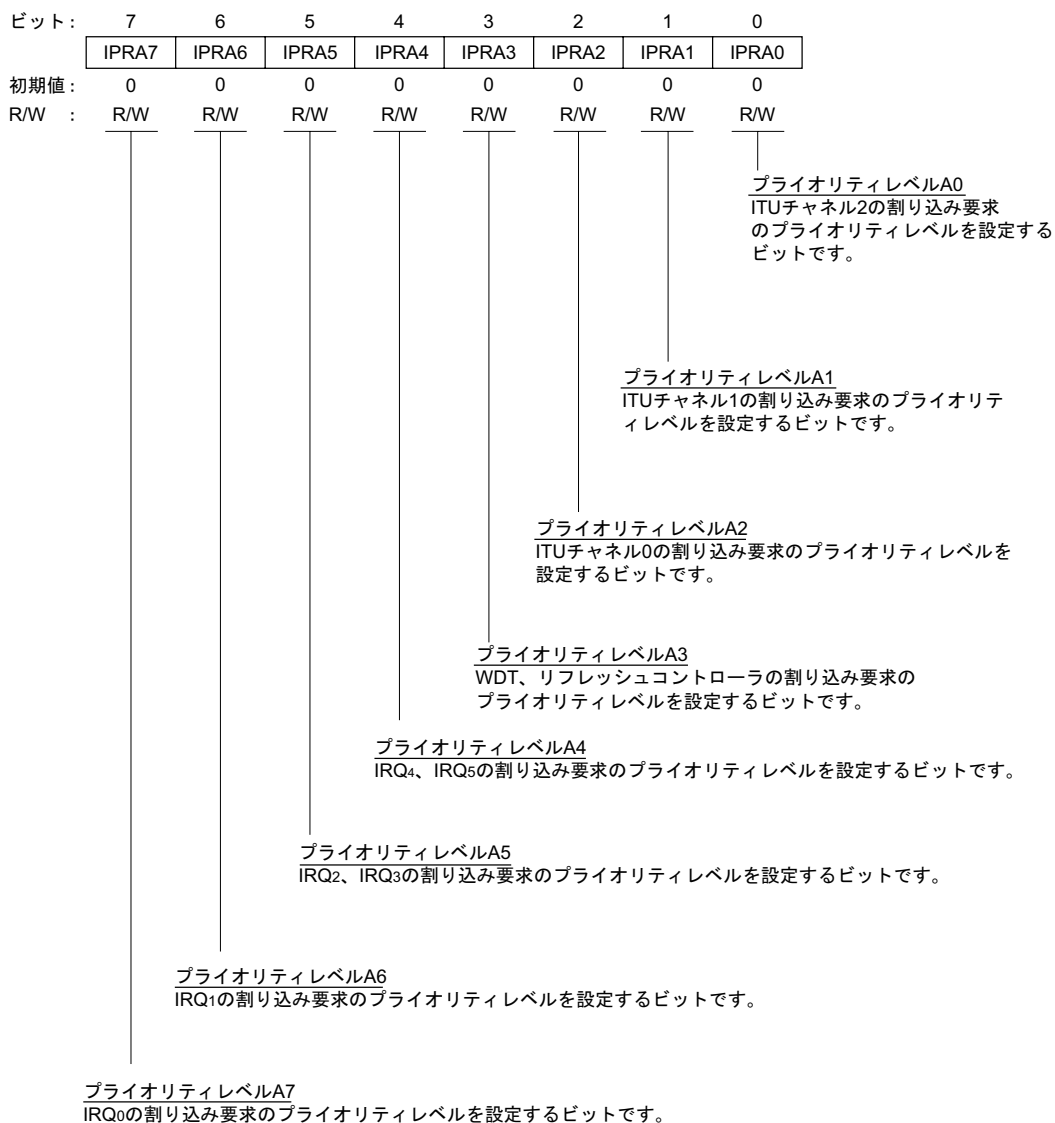 ビット: 7 6 5 4 3 2 1 0
IPRA7 IPRA6 IPRA5 IPRA4 IPRA3 IPRA2 IPRA1 IPRA0
初期値: 0 0 0 0 0 0 0 0
R/W : R/W R/W R/W R/W R/W R/W R/W R/W
プライオリティレベルA0
ITUチャネル2の割り込み要求
のプライオリティレベルを設定する
ビットです。
プライオリティレベルA1
ITUチャネル1の割り込み要求のプライオリテ
ィレベルを設定するビットです。
プライオリティレベルA2
ITUチャネル0の割り込み要求のプライオリティレベルを
設定するビットです。
プライオリティレベルA3
WDT、リフレッシュコントローラの割り込み要求の
プライオリティレベルを設定するビットです。
プライオリティレベルA4
IRQ4、IRQ5の割り込み要求のプライオリティレベルを設定するビットです。
プライオリティレベルA5
IRQ2、IRQ3の割り込み要求のプライオリティレベルを設定するビットです。
プライオリティレベルA6
IRQ1の割り込み要求のプライオリティレベルを設定するビットです。
プライオリティレベルA7
IRQ0の割り込み要求のプライオリティレベルを設定するビットです。